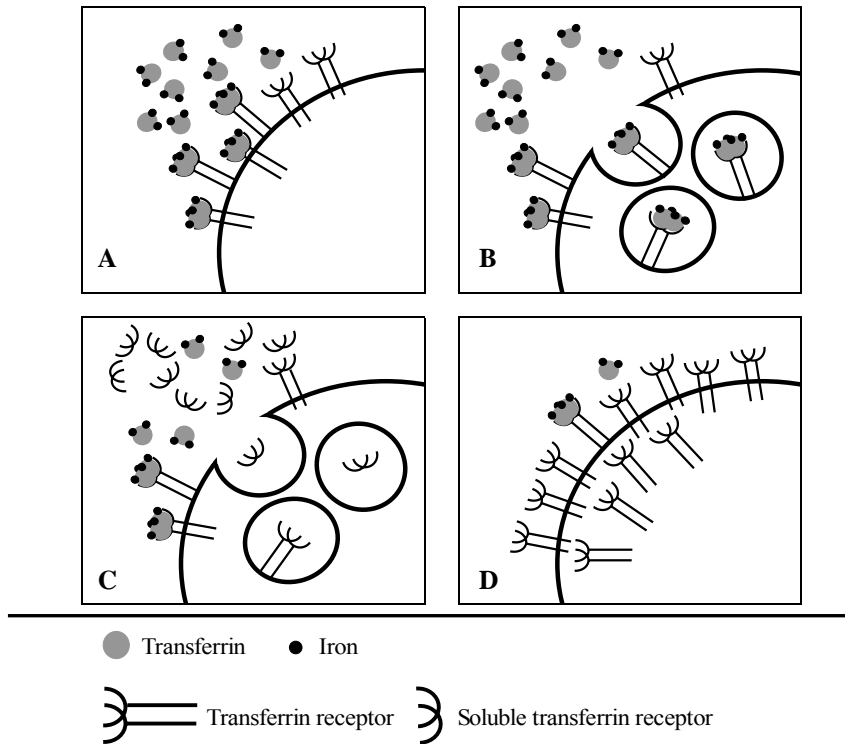 A
B
C
D
Transferrin
Iron
Transferrin receptor
Soluble transferrin receptor